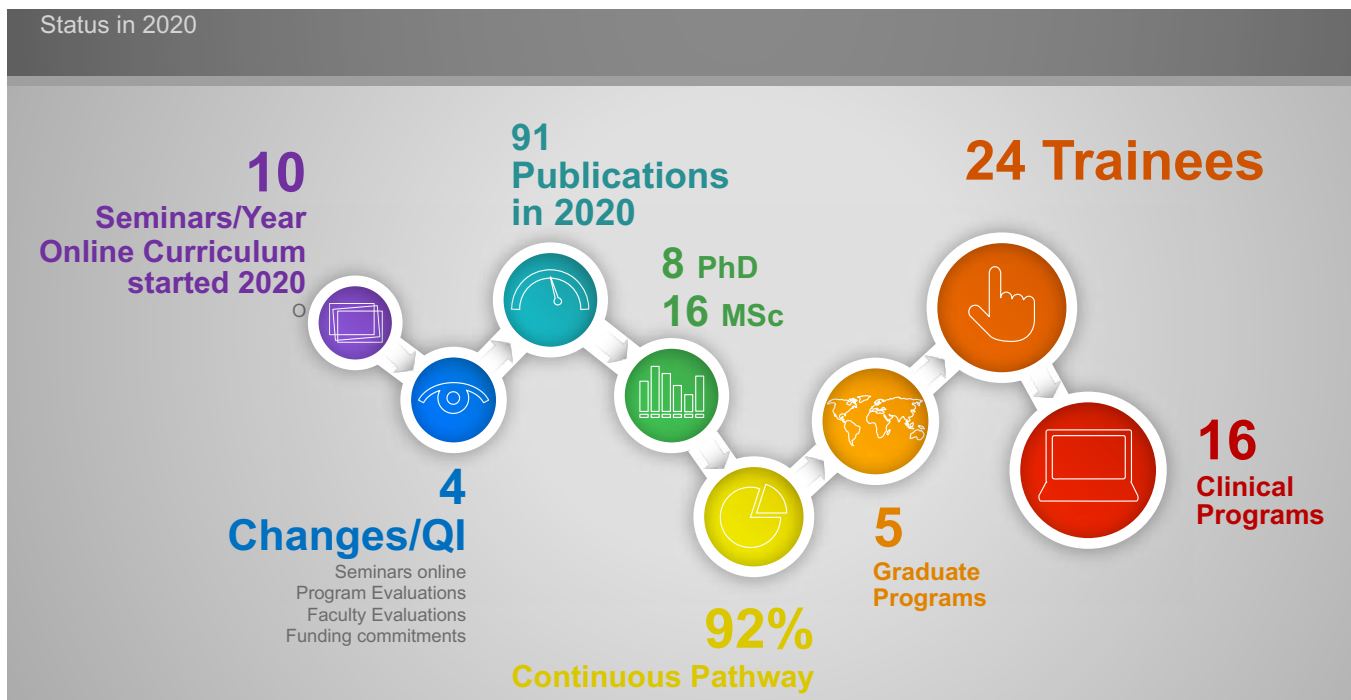 Status in 2020
10
Seminars/Year
Online Curriculum
started 2020
O
4
Changes/QI
Seminars online
Program Evaluations
Faculty Evaluations
Funding commitments
91
Publications
in 2020
8 PhD
16 MSc
92%
Continuous Pathway
5
Graduate
Programs
24 Trainees
16
Clinical
Programs